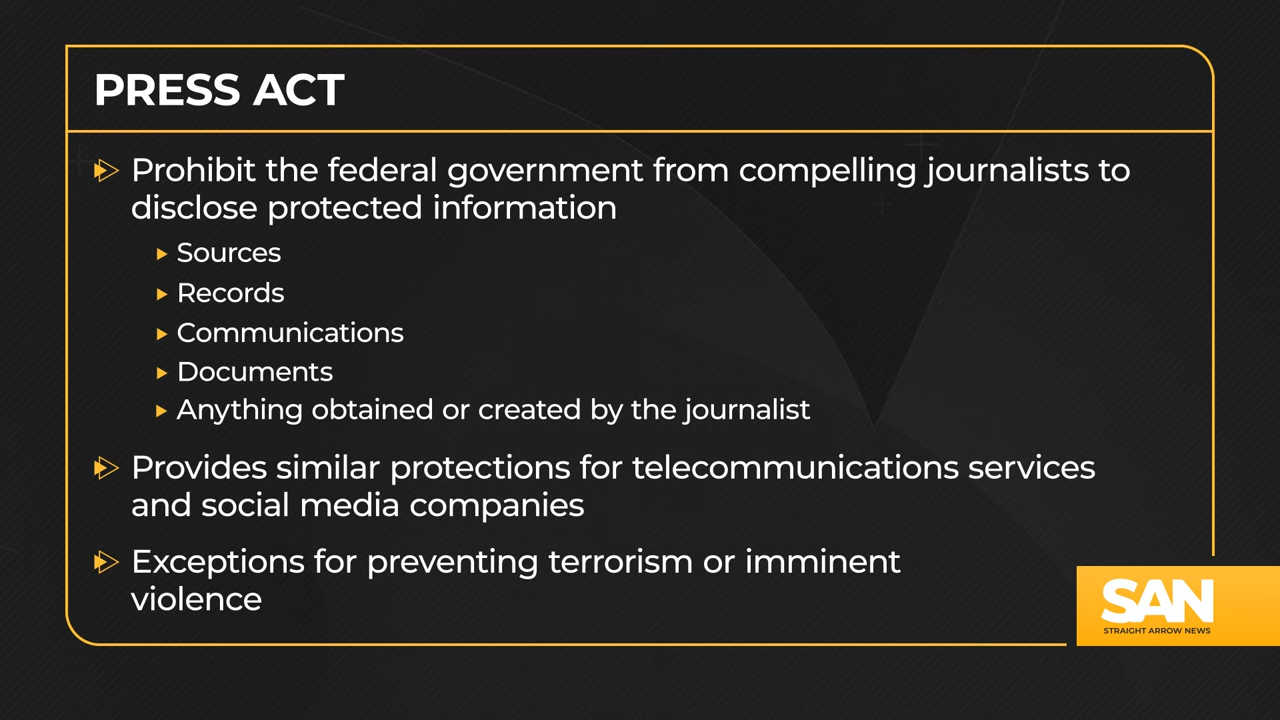 PRESS ACT
Prohibit the federal government from compelling journalists to
disclose protected information
Sources
Records
Communications
Documents
Anything obtained or created by the journalist
Provides similar protections for telecommunications services
and social media companies
Exceptions for preventing terrorism or imminent
violence
SAN
STRAIGHT ARROW NEWS